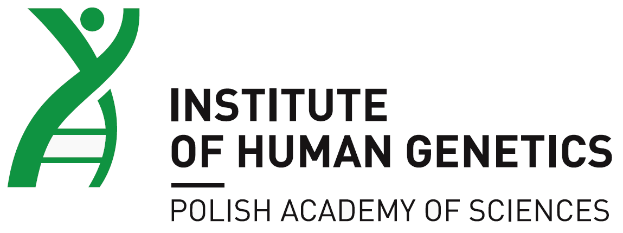 INSTITUTE
OF HUMAN GENETICS
POLISH ACADEMY OF SCIENCES